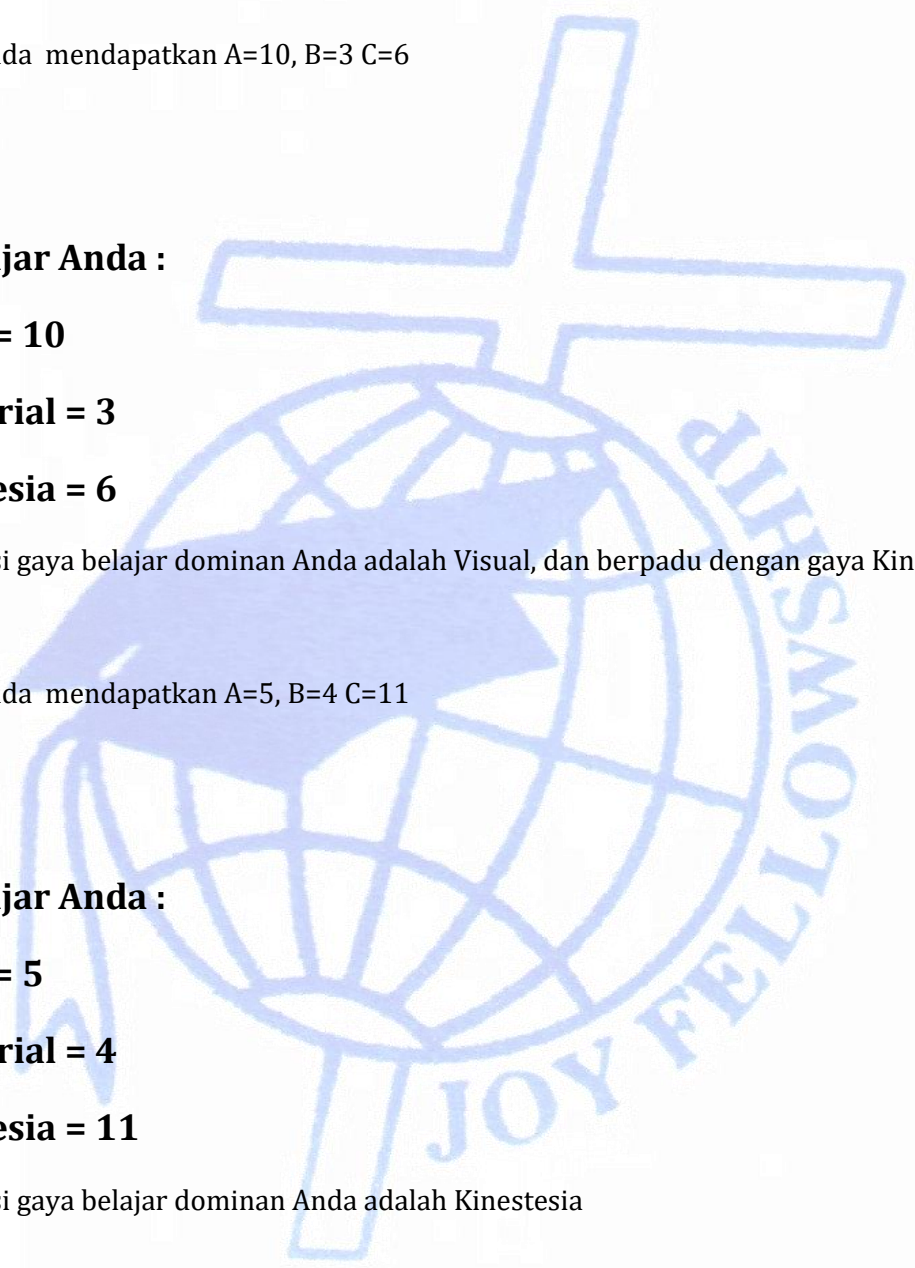 da mendapatkan A=10, B=3 C=6
jar Anda :
= 10
rial = 3
esia = 6
si gaya belajar dominan Anda adalah Visual, dan berpadu dengan gaya Kin
da mendapatkan A=5, B=4 C=11
jar Anda :
= 5
rial = 4
esia = 11
si gaya belajar dominan Anda adalah Kinestesia
JOY FELLOWSHIP